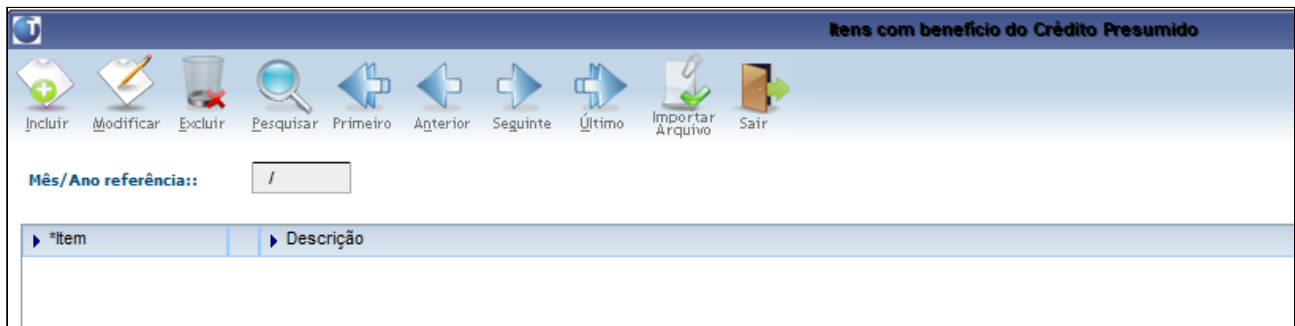 Itens com benefício do Crédito Presumido
Incluir Modificar Excluir Pesquisar Primeiro Anterior Seguinte Último Importar Arquivo Sair
Mês/Ano referência:: /
*Item Descrição